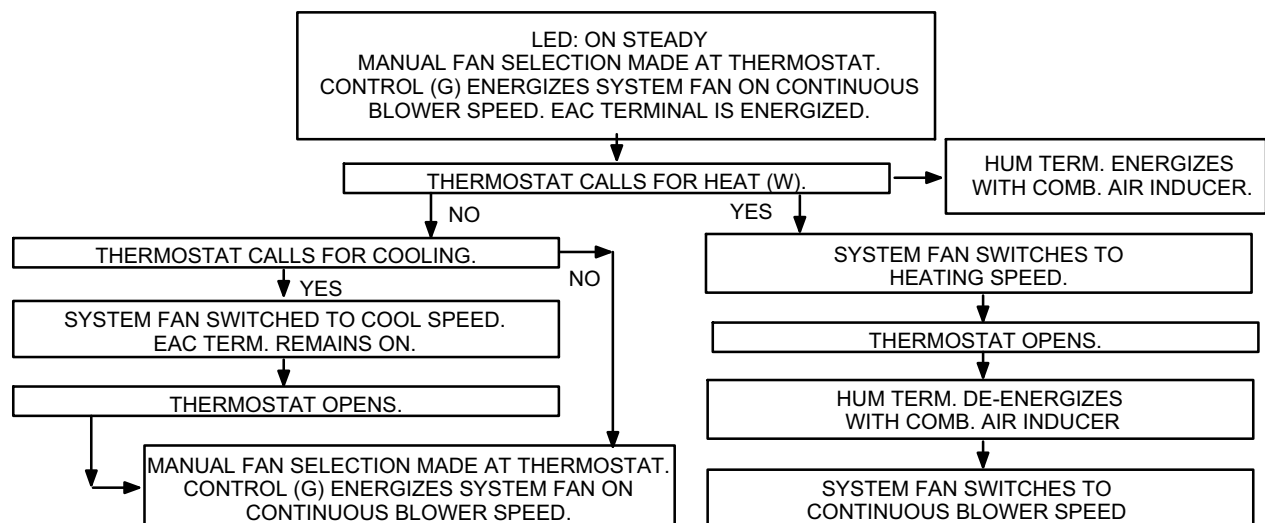 LED: ON STEADY
MANUAL FAN SELECTION MADE AT THERMOSTAT.
CONTROL (G) ENERGIZES SYSTEM FAN ON CONTINUOUS
BLOWER SPEED. EAC TERMINAL IS ENERGIZED.
THERMOSTAT CALLS FOR HEAT (W).
HUM TERM. ENERGIZES
WITH COMB. AIR INDUCER.
NO
YES
THERMOSTAT CALLS FOR COOLING.
NO
YES
SYSTEM FAN SWITCHED TO COOL SPEED.
EAC TERM. REMAINS ON.
THERMOSTAT OPENS.
MANUAL FAN SELECTION MADE AT THERMOSTAT.
CONTROL (G) ENERGIZES SYSTEM FAN ON
CONTINUOUS BLOWER SPEED.
SYSTEM FAN SWITCHES TO
HEATING SPEED.
THERMOSTAT OPENS.
HUM TERM. DE-ENERGIZES
WITH COMB. AIR INDUCER
SYSTEM FAN SWITCHES TO
CONTINUOUS BLOWER SPEED